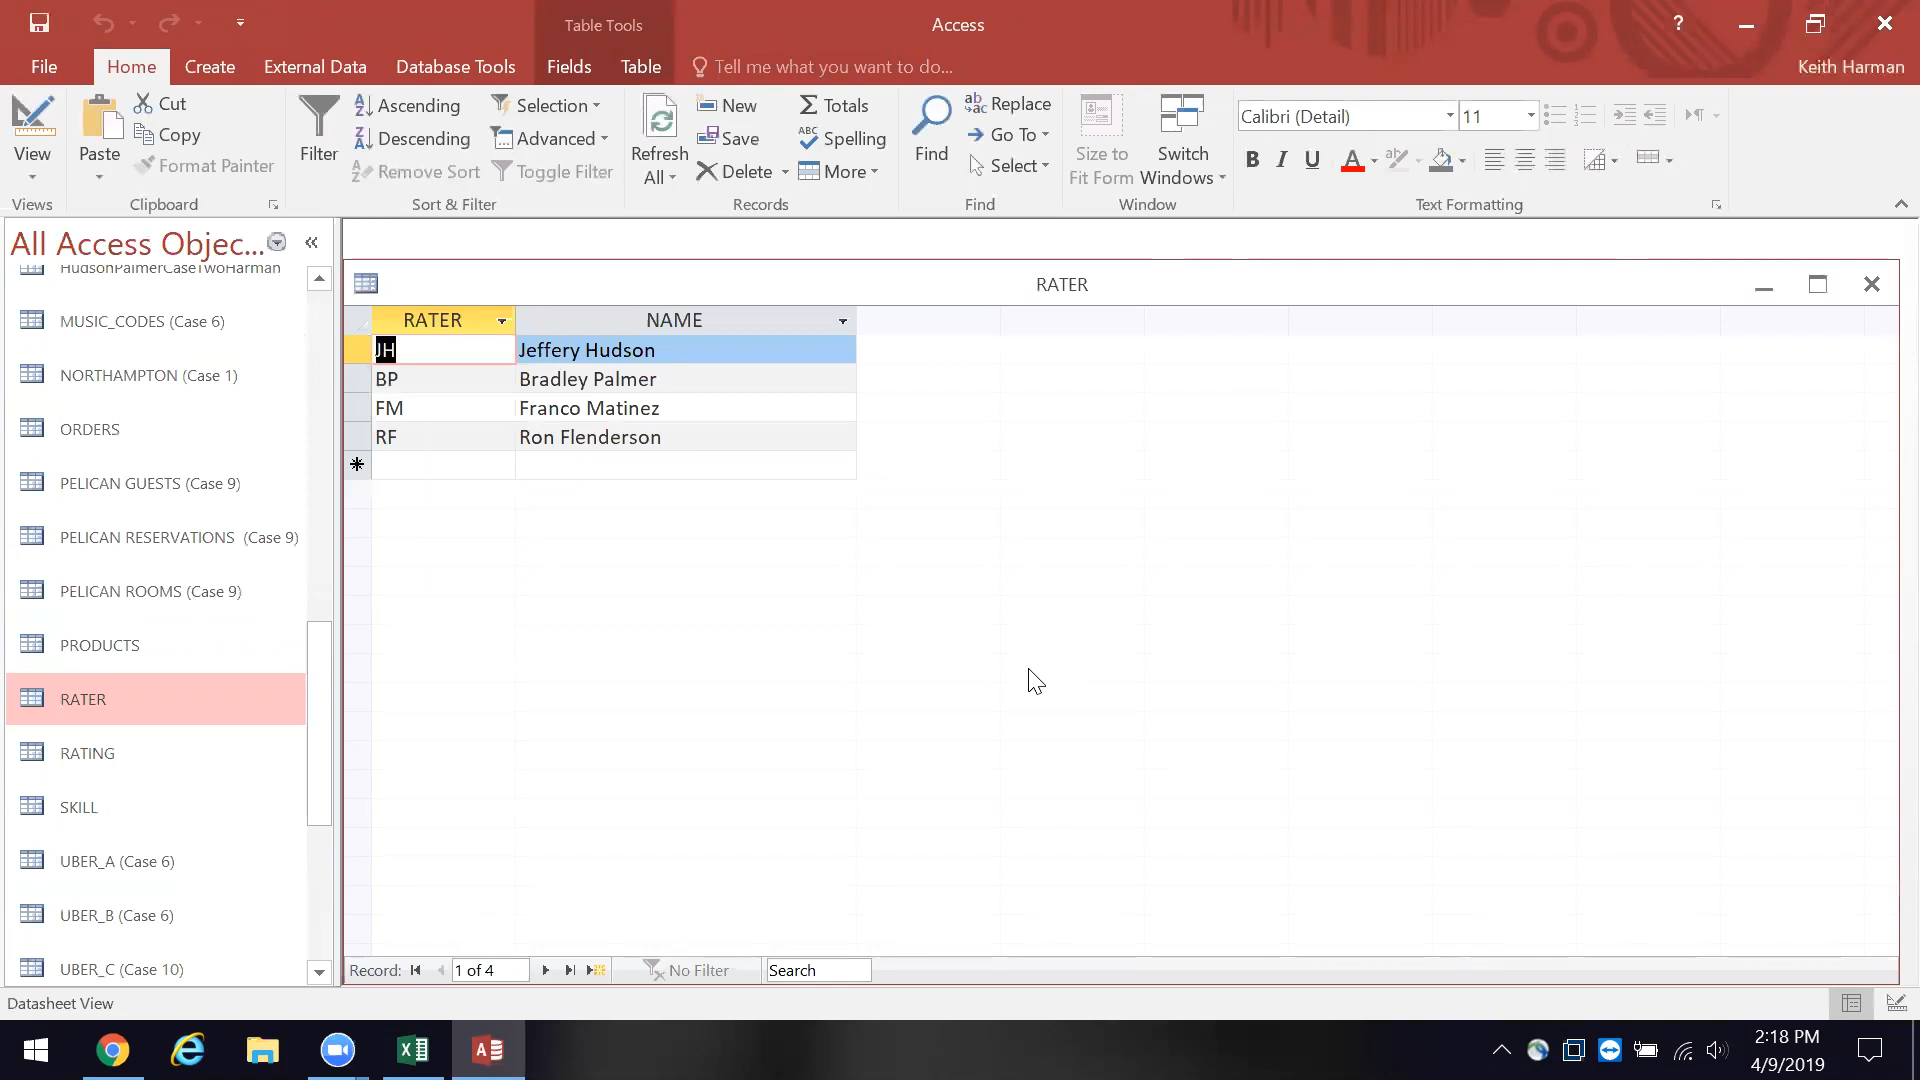 Table Tools
Access
?
File
Home
Create
External Data
Database Tools
Fields
Table
Tell me what you want to do...
Keith Harman
View
Paste
Cut
Copy
Format Painter
Filter
Ascending
Descending
Remove Sort
Selection
Advanced
Toggle Filter
Refresh
All
New
Save
Delete
Totals
Spelling
More
Find
Replace
Go To
Select
Size to
Fit Form
Switch
Windows
Calibri (Detail)
11
B I U A
Views
Clipboard
Sort & Filter
Records
Find
Window
Text Formatting
All Access Objec...
HudsonPalmerCaseTwoHarman
MUSIC_CODES (Case 6)
NORTHAMPTON (Case 1)
ORDERS
PELICAN GUESTS (Case 9)
PELICAN RESERVATIONS  (Case 9)
PELICAN ROOMS (Case 9)
PRODUCTS
RATER
RATING
SKILL
UBER_A (Case 6)
UBER_B (Case 6)
UBER_C (Case 10)
RATER
RATER NAME
JH Jeffery Hudson
BP Bradley Palmer
FM Franco Matinez
RF Ron Flenderson
Record: 1 of 4 No Filter Search
Datasheet View
2:18 PM
4/9/2019